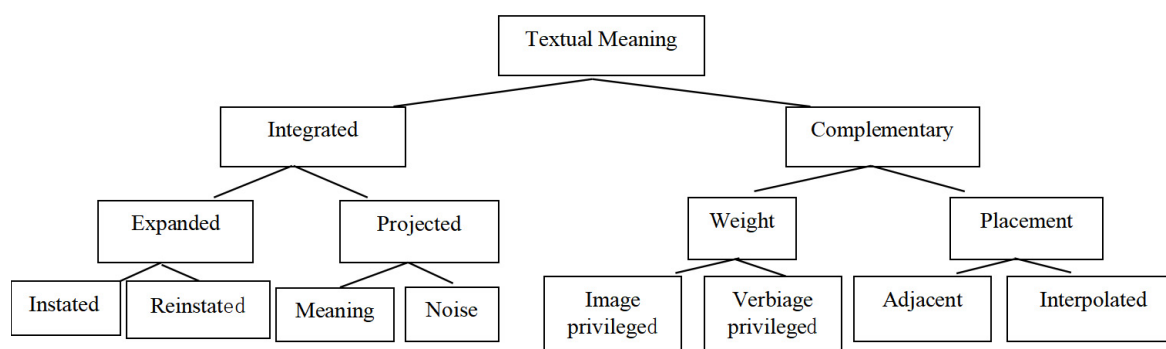 Textual Meaning
Integrated
Complementary
Expanded
Projected
Weight
Placement
Instated
Reinstated
Meaning
Noise
Image
privileged
Verbiage
privileged
Adjacent
Interpolated